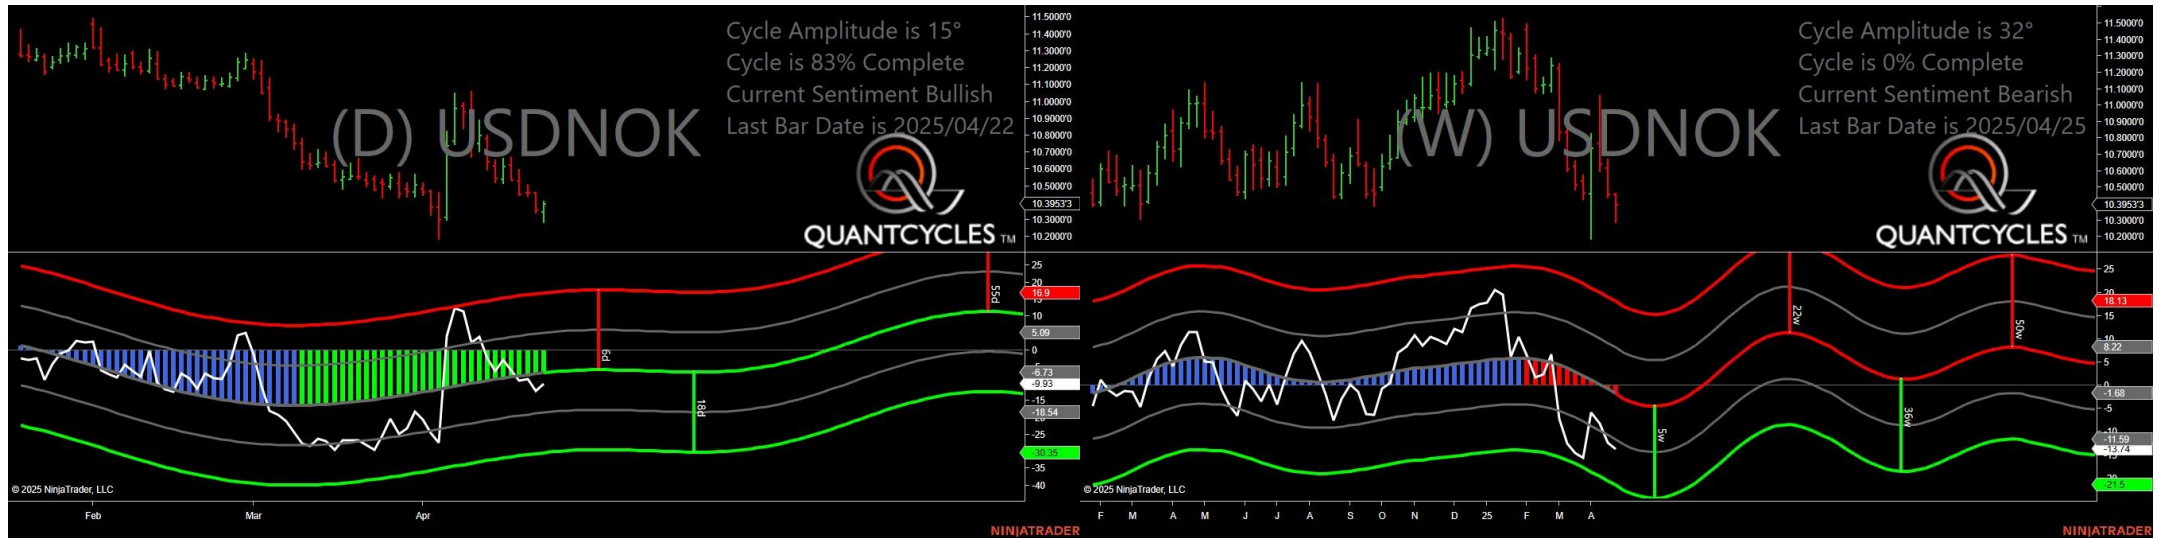 Cycle Amplitude is 15°
Cycle is 83% Complete
Current Sentiment Bullish
Last Bar Date is 2025/04/22
(D) USDNOK
QUANTCYCLES TM
11.5000'0
11.4000'0
11.3000'0
11.2000'0
11.1000'0
11.0000'0
10.9000'0
10.8000'0
10.7000'0
10.6000'0
10.5000'0
10.3953'3
10.3000'0
10.2000'0
25
20
16.9
15
10
5.09
0
-6.73
-9.93
-15
-18.54
-25
-30.35
-35
-40
6d
18d
55d
© 2025 NinjaTrader, LLC
Feb Mar Apr
NINJATRADER
Cycle Amplitude is 32°
Cycle is 0% Complete
Current Sentiment Bearish
Last Bar Date is 2025/04/25
(W) USDNOK
QUANTCYCLES TM
11.5000'0
11.4000'0
11.3000'0
11.2000'0
11.1000'0
11.0000'0
10.9000'0
10.8000'0
10.7000'0
10.6000'0
10.5000'0
10.3953'3
10.3000'0
10.2000'0
25
20
18.13
15
10
8.22
5
0
-1.68
-5
-10
-11.59
-13.74
-21.5
5w
22w
36w
50w
© 2025 NinjaTrader, LLC
F M A M J J A S O N D 25 F M A
NINJATRADER